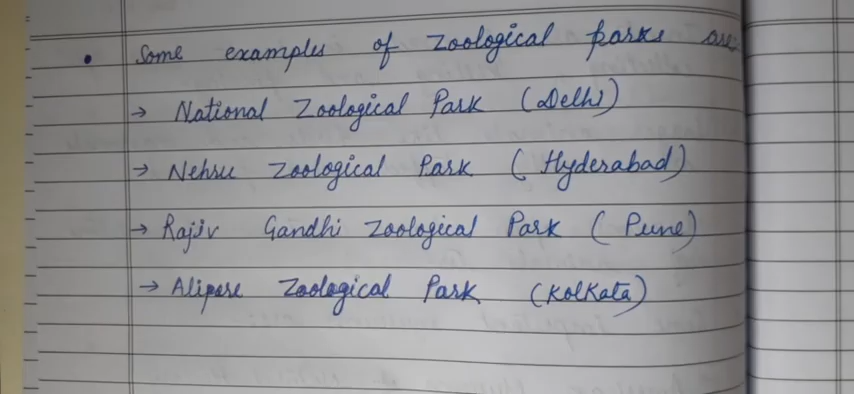 • Some examples of Zoological parks are:
→ National Zoological Park (Delhi)
→ Nehru Zoological Park (Hyderabad)
→ Rajiv Gandhi Zoological Park (Pune)
→ Alipore Zoological Park (Kolkata)